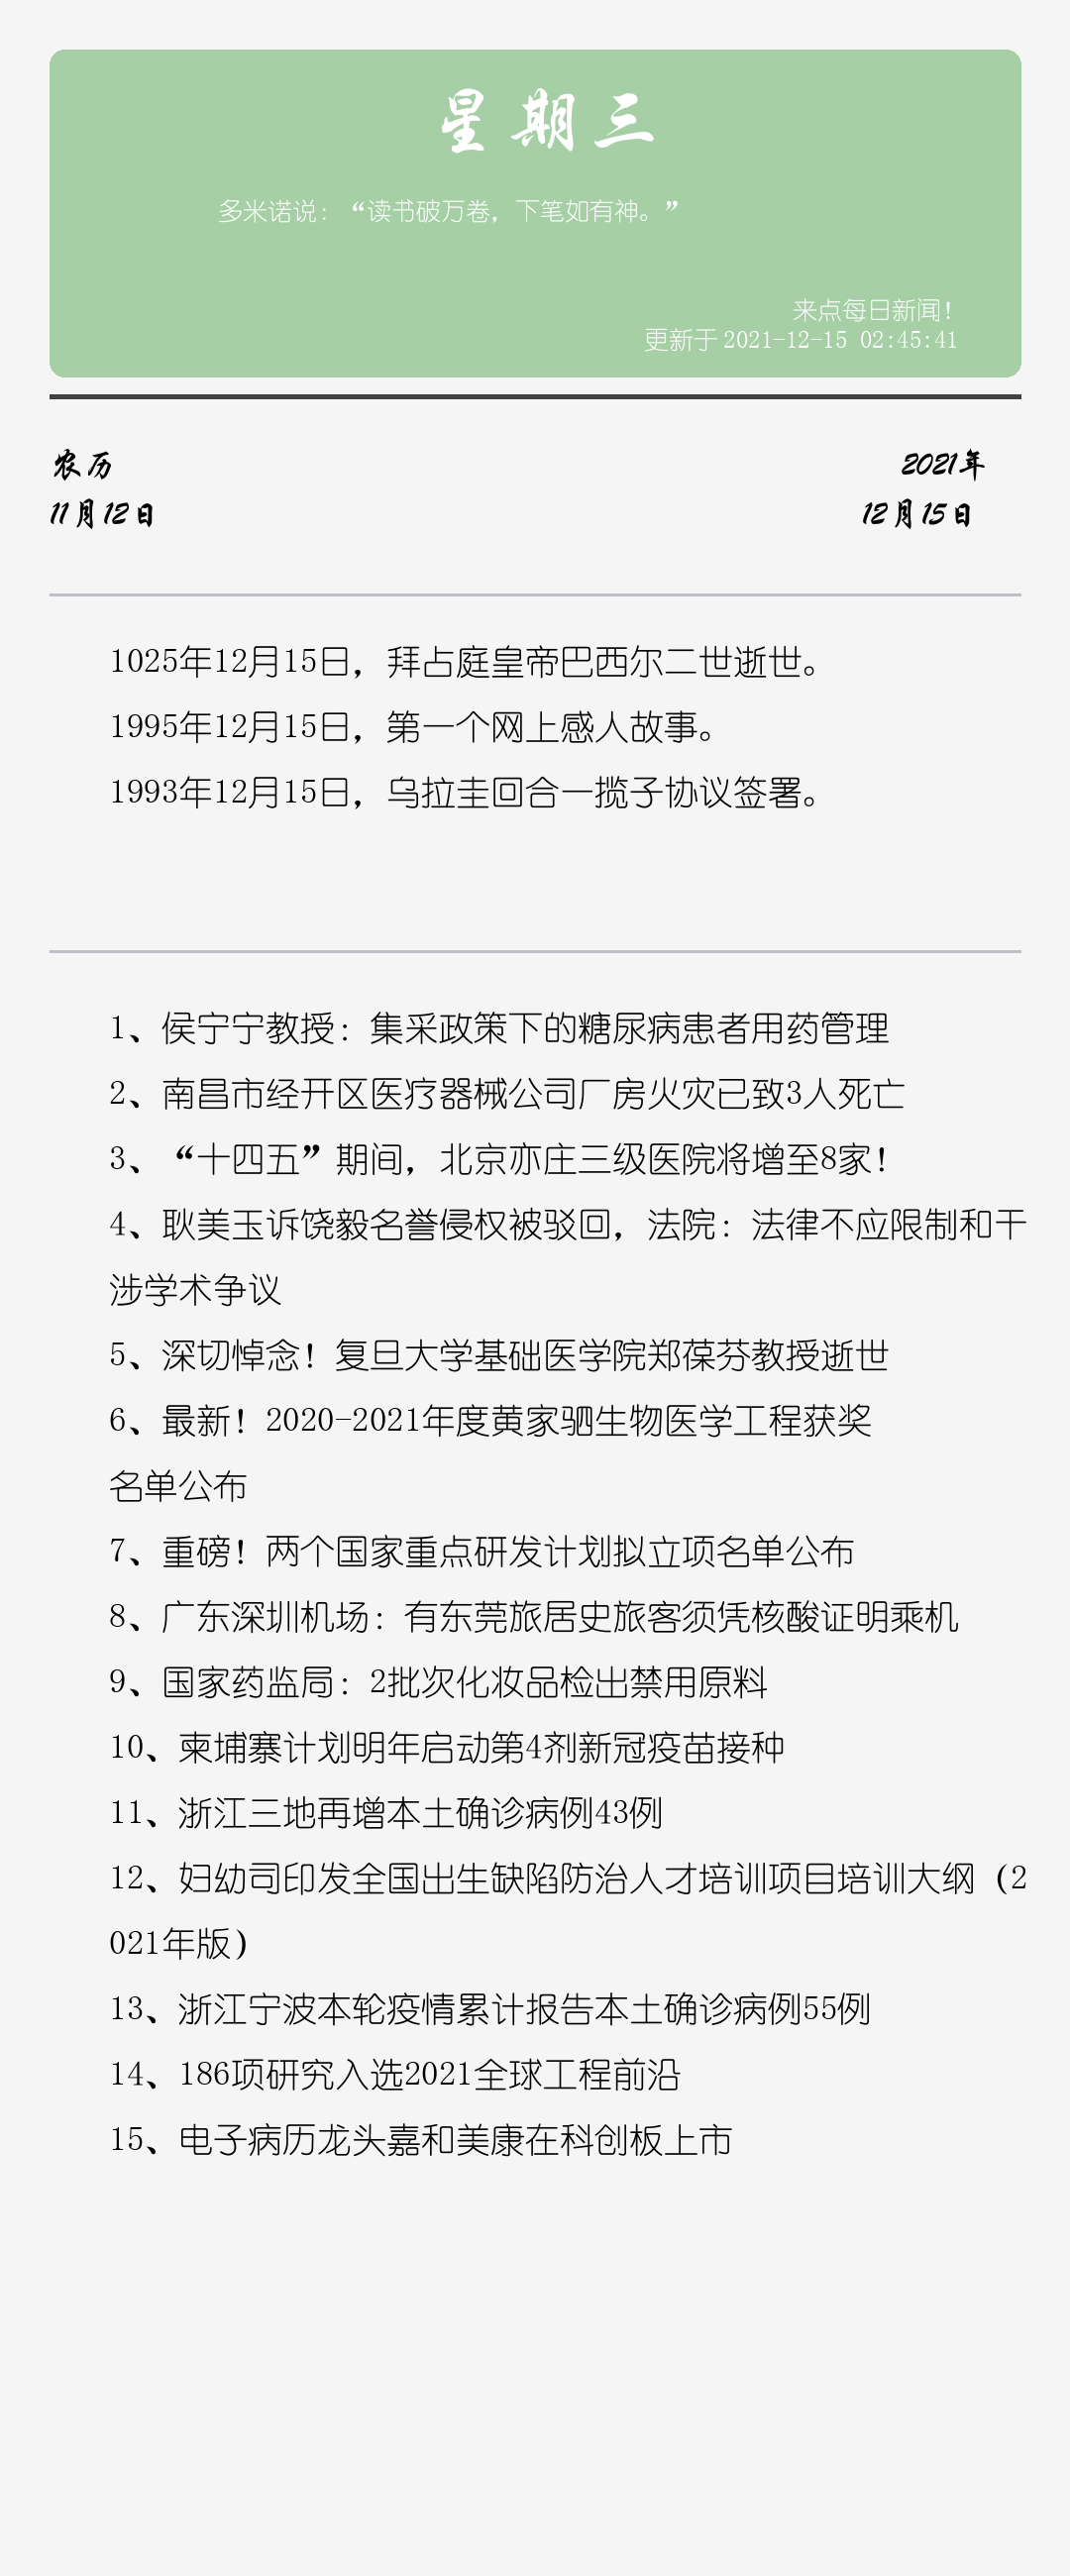 星期三
多米诺说：“读书破万卷，下笔如有神。”
来点每日新闻！
更新于 2021-12-15 02:45:41
农历
2021年
11月12日
12月15日
1025年12月15日，拜占庭皇帝巴西尔二世逝世。
1995年12月15日，第一个网上感人故事。
1993年12月15日，乌拉圭回合一揽子协议签署。
1、侯宁宁教授：集采政策下的糖尿病患者用药管理
2、南昌市经开区医疗器械公司厂房火灾已致3人死亡
3、“十四五”期间，北京亦庄三级医院将增至8家！
4、耿美玉诉饶毅名誉侵权被驳回，法院：法律不应限制和干
涉学术争议
5、深切悼念！复旦大学基础医学院郑葆芬教授逝世
6、最新！2020-2021年度黄家驷生物医学工程获奖
名单公布
7、重磅！两个国家重点研发计划拟立项名单公布
8、广东深圳机场：有东莞旅居史旅客须凭核酸证明乘机
9、国家药监局：2批次化妆品检出禁用原料
10、柬埔寨计划明年启动第4剂新冠疫苗接种
11、浙江三地再增本土确诊病例43例
12、妇幼司印发全国出生缺陷防治人才培训项目培训大纲（2
021年版）
13、浙江宁波本轮疫情累计报告本土确诊病例55例
14、186项研究入选2021全球工程前沿
15、电子病历龙头嘉和美康在科创板上市